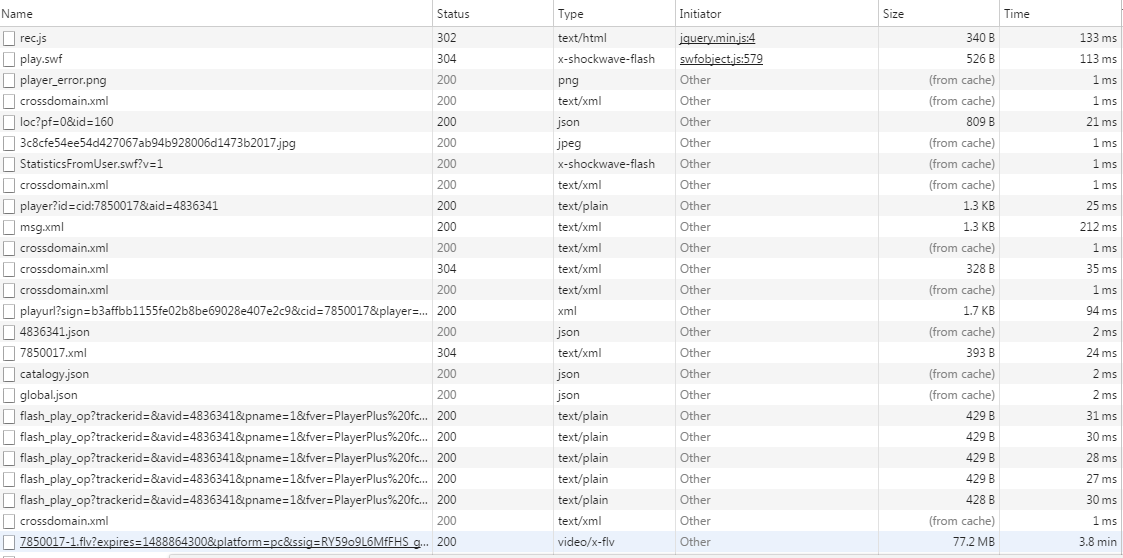 Name Status Type Initiator Size Time
rec.js 302 text/html jquery.min.js:4 340 B 133 ms
play.swf 304 x-shockwave-flash swfobject.js:579 526 B 113 ms
player_error.png 200 png Other (from cache) 1 ms
crossdomain.xml 200 text/xml Other (from cache) 1 ms
loc?pf=0&id=160 200 json Other 809 B 21 ms
3c8cfe54ee54d427067ab94b928006d1473b2017.jpg 200 jpeg Other (from cache) 1 ms
StatisticsFromUser.swf?v=1 200 x-shockwave-flash Other (from cache) 1 ms
crossdomain.xml 200 text/xml Other (from cache) 1 ms
player?id=cid:7850017&aid=4836341 200 text/plain Other 1.3 KB 25 ms
msg.xml 200 text/xml Other 1.3 KB 212 ms
crossdomain.xml 200 text/xml Other (from cache) 1 ms
crossdomain.xml 304 text/xml Other 328 B 35 ms
crossdomain.xml 200 text/xml Other (from cache) 1 ms
playurl?sign=b3affbb1155fe02b8be69028e407e2c9&cid=7850017&player=... 200 xml Other 1.7 KB 94 ms
4836341.json 200 json Other (from cache) 2 ms
7850017.xml 304 text/xml Other 393 B 24 ms
catalogy.json 200 json Other (from cache) 2 ms
global.json 200 json Other (from cache) 2 ms
flash_play_op?trackerid=&avid=4836341&pname=1&fver=PlayerPlus%20fc... 200 text/plain Other 429 B 31 ms
flash_play_op?trackerid=&avid=4836341&pname=1&fver=PlayerPlus%20fc... 200 text/plain Other 429 B 30 ms
flash_play_op?trackerid=&avid=4836341&pname=1&fver=PlayerPlus%20fc... 200 text/plain Other 429 B 28 ms
flash_play_op?trackerid=&avid=4836341&pname=1&fver=PlayerPlus%20fc... 200 text/plain Other 429 B 27 ms
flash_play_op?trackerid=&avid=4836341&pname=1&fver=PlayerPlus%20fc... 200 text/plain Other 428 B 30 ms
crossdomain.xml 200 text/xml Other (from cache) 1 ms
7850017-1.flv?expires=1488864300&platform=pc&ssig=RY59o9L6MfFHS_g... 200 video/x-flv Other 77.2 MB 3.8 min